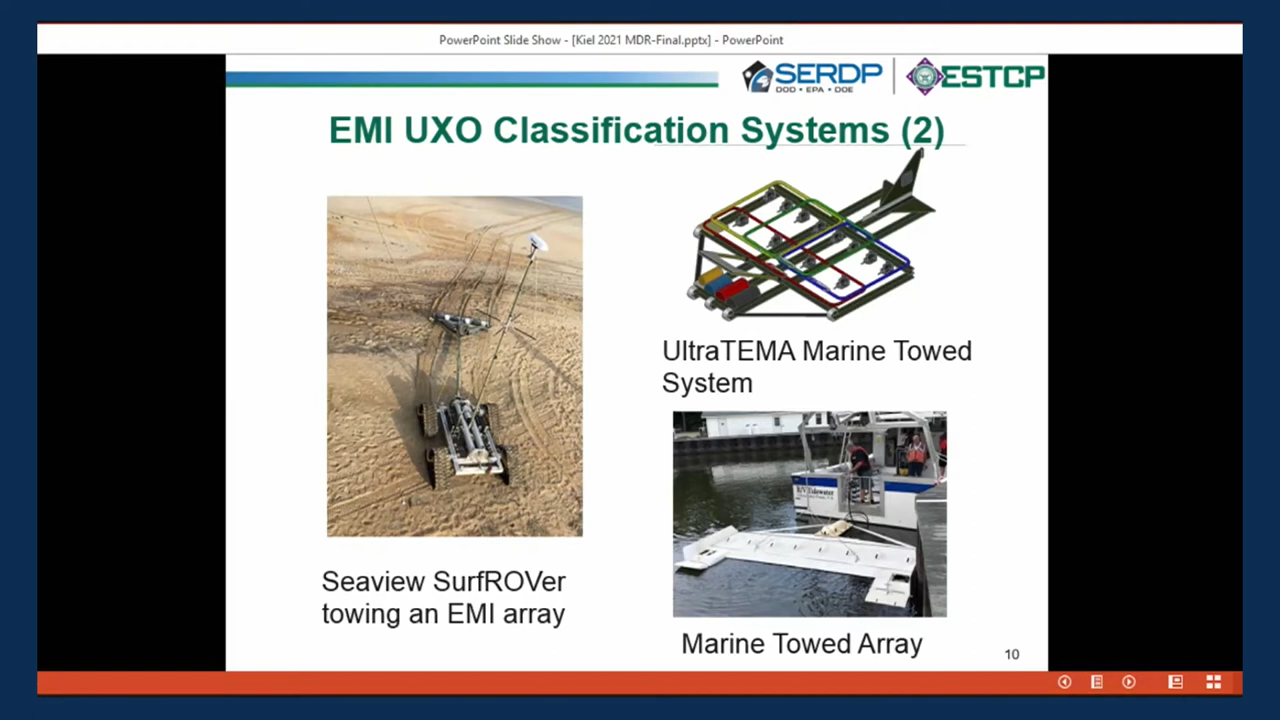 PowerPoint Slide Show - [Kiel 2021 MDR-Final.pptx] - PowerPoint
SERDP
DOD • EPA • DOE
ESTCP
EMI UXO Classification Systems (2)
UltraTEMA Marine Towed
System
R/V Tidewater
Seaview SurfROVer
towing an EMI array
Marine Towed Array
10